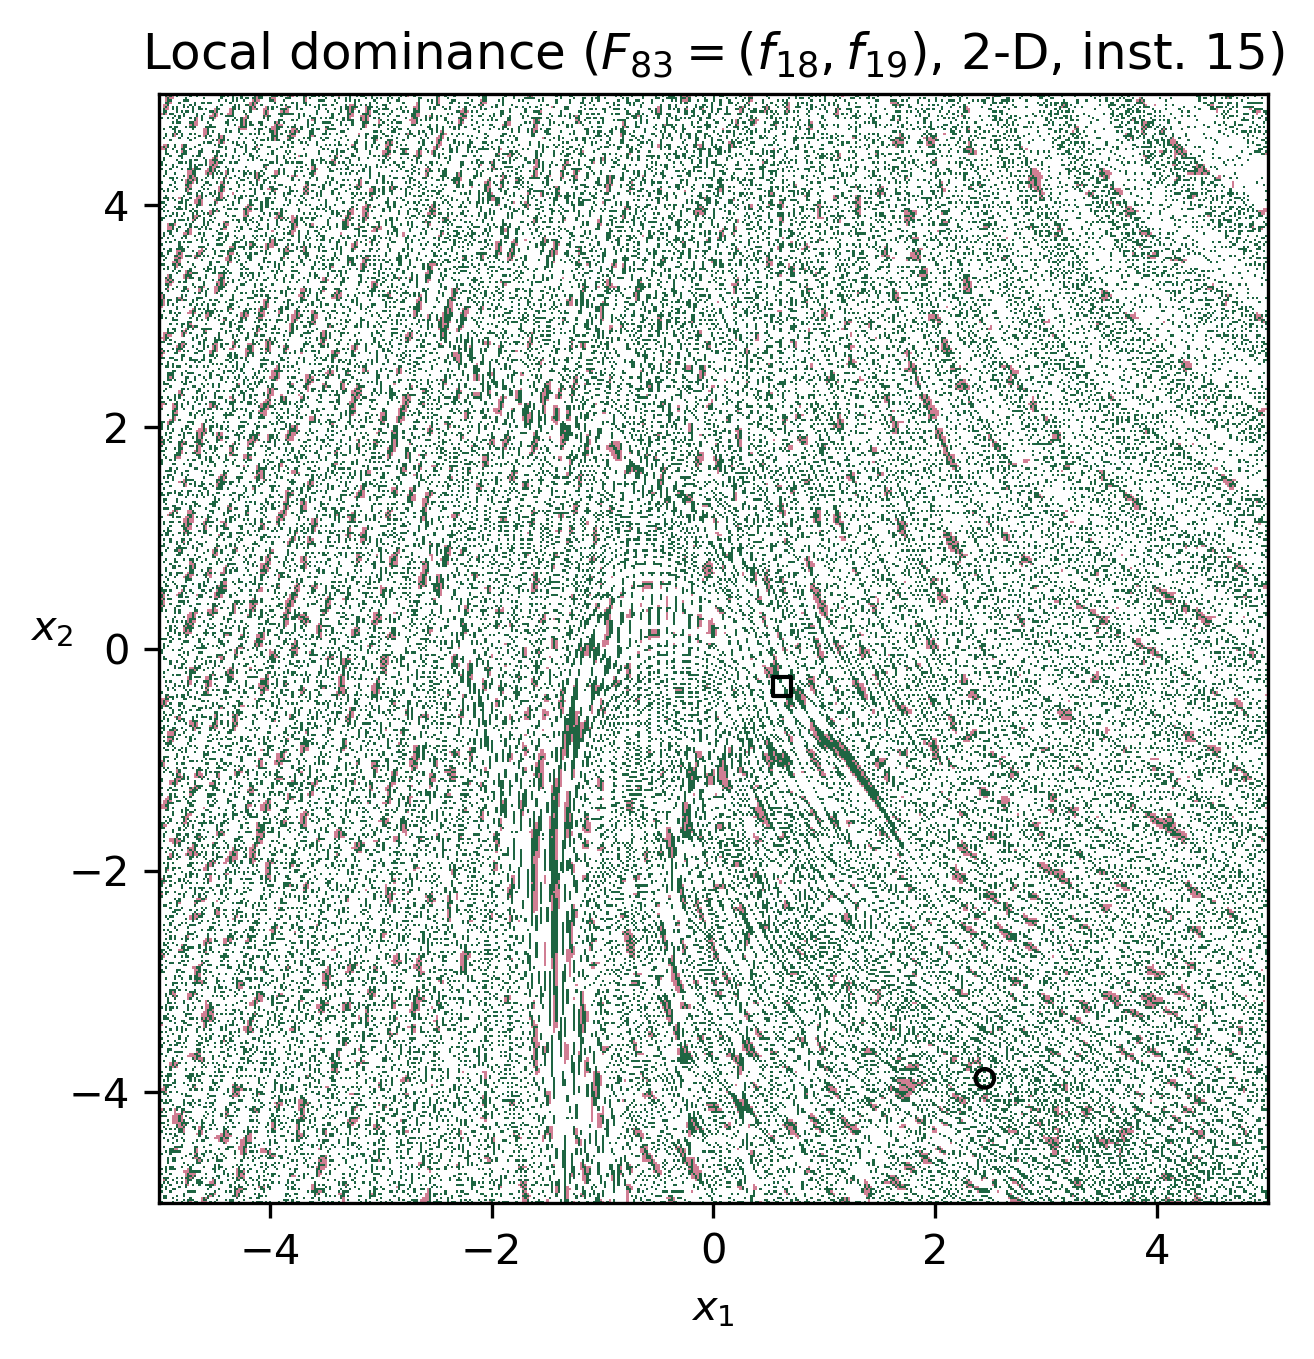 Local dominance (F₈₃ = (f₁₈, f₁₉), 2-D, inst. 15)
4
2
0
−2
−4
x₂
−4 −2 0 2 4
x₁